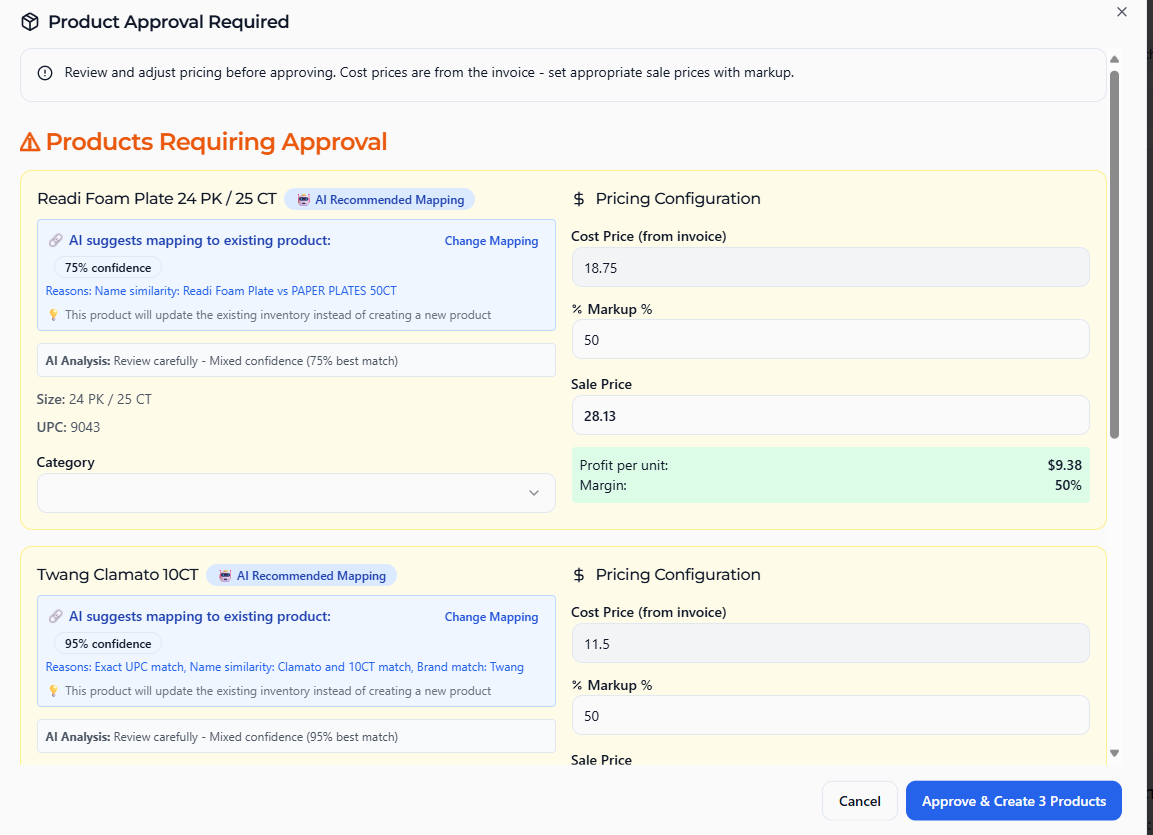 Product Approval Required
Review and adjust pricing before approving. Cost prices are from the invoice - set appropriate sale prices with markup.
Products Requiring Approval
Readi Foam Plate 24 PK / 25 CT
AI Recommended Mapping
AI suggests mapping to existing product:
Change Mapping
75% confidence
Reasons: Name similarity: Readi Foam Plate vs PAPER PLATES 50CT
This product will update the existing inventory instead of creating a new product
AI Analysis: Review carefully - Mixed confidence (75% best match)
Size: 24 PK / 25 CT
UPC: 9043
Category
$ Pricing Configuration
Cost Price (from invoice)
18.75
% Markup %
50
Sale Price
28.13
Profit per unit: $9.38
Margin: 50%
Twang Clamato 10CT
AI Recommended Mapping
AI suggests mapping to existing product:
Change Mapping
95% confidence
Reasons: Exact UPC match, Name similarity: Clamato and 10CT match, Brand match: Twang
This product will update the existing inventory instead of creating a new product
AI Analysis: Review carefully - Mixed confidence (95% best match)
$ Pricing Configuration
Cost Price (from invoice)
11.5
% Markup %
50
Sale Price
Cancel
Approve & Create 3 Products